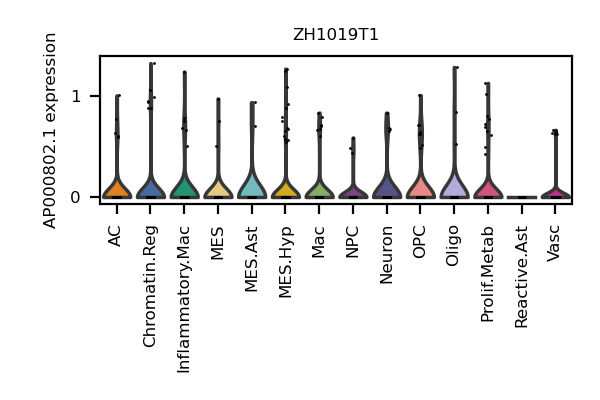 ZH1019T1
AP000802.1 expression
1
0
AC
Chromatin.Reg
Inflammatory.Mac
MES
MES.Ast
MES.Hyp
Mac
NPC
Neuron
OPC
Oligo
Prolif.Metab
Reactive.Ast
Vasc